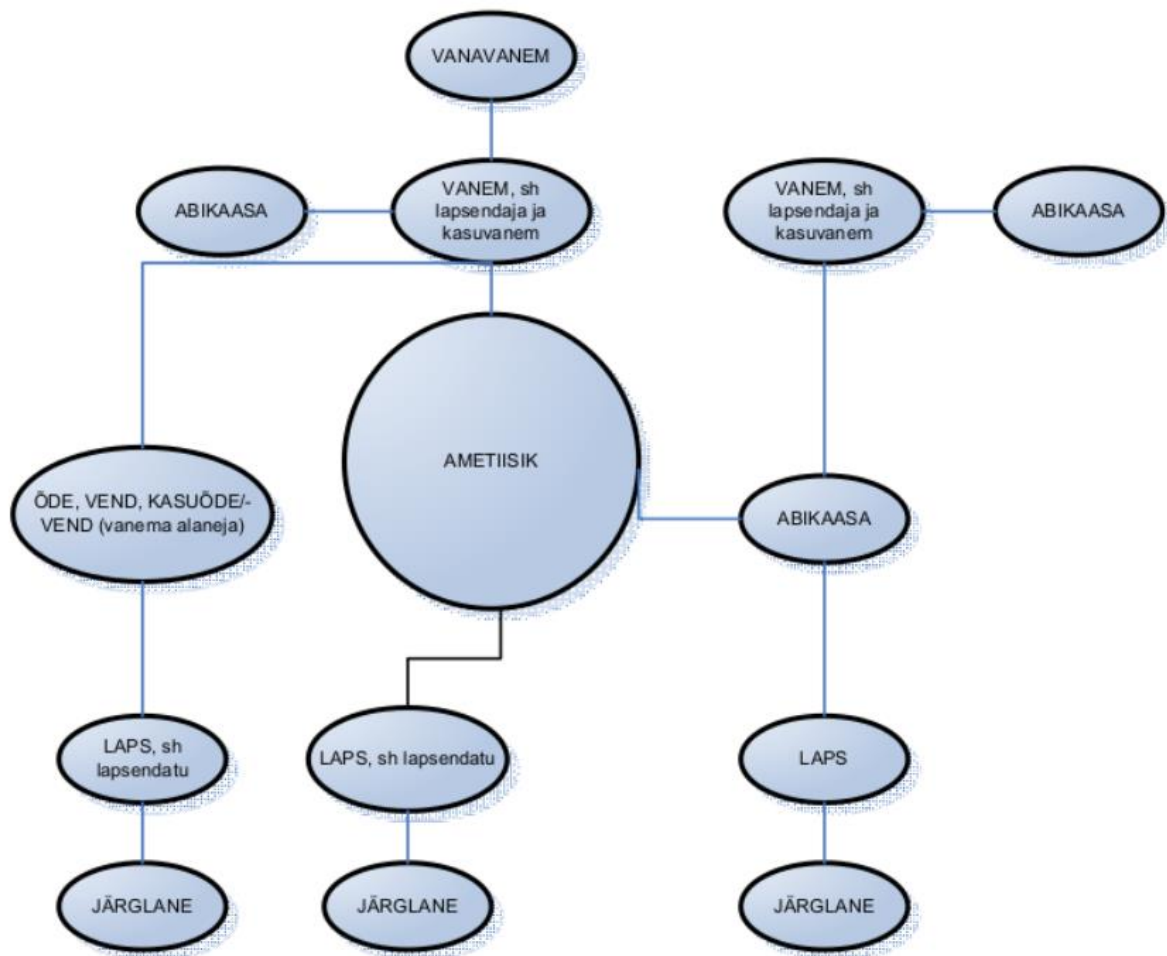 VANAVANEM
ABIKAASA
VANEM, sh
lapsendaja ja
kasuvanem
VANEM, sh
lapsendaja ja
kasuvanem
ABIKAASA
AMETIISIK
ÕDE, VEND, KASUÕDE/-
VEND (vanema alaneja)
ABIKAASA
LAPS, sh
lapsendatu
LAPS, sh lapsendatu
LAPS
JÄRGLANE
JÄRGLANE
JÄRGLANE